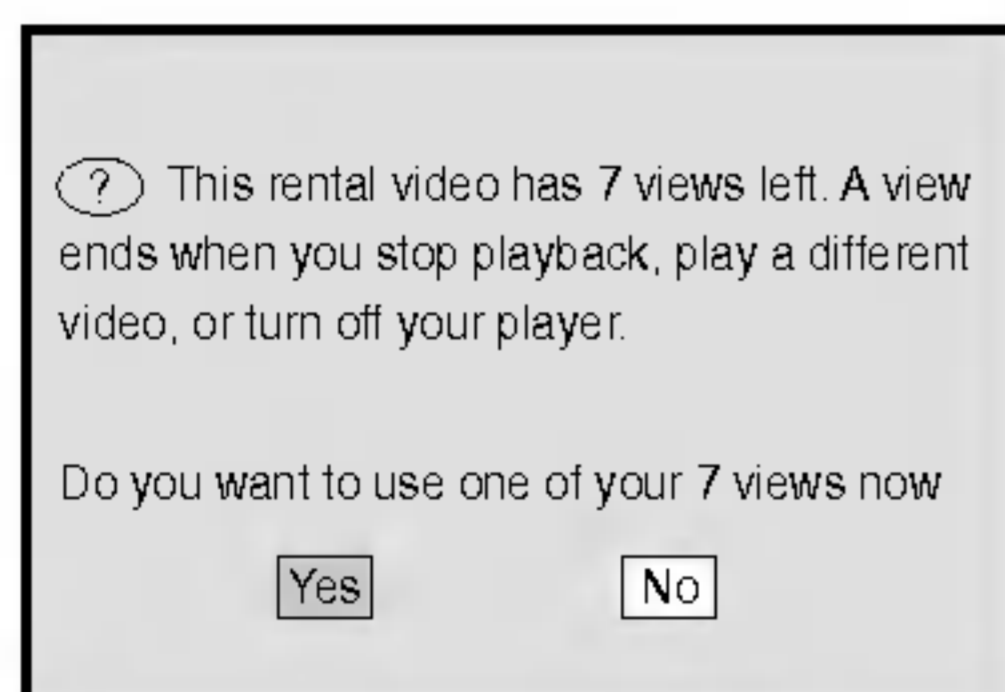 ? This rental video has 7 views left. A view
ends when you stop playback, play a different
video, or turn off your player.
Do you want to use one of your 7 views now
Yes No